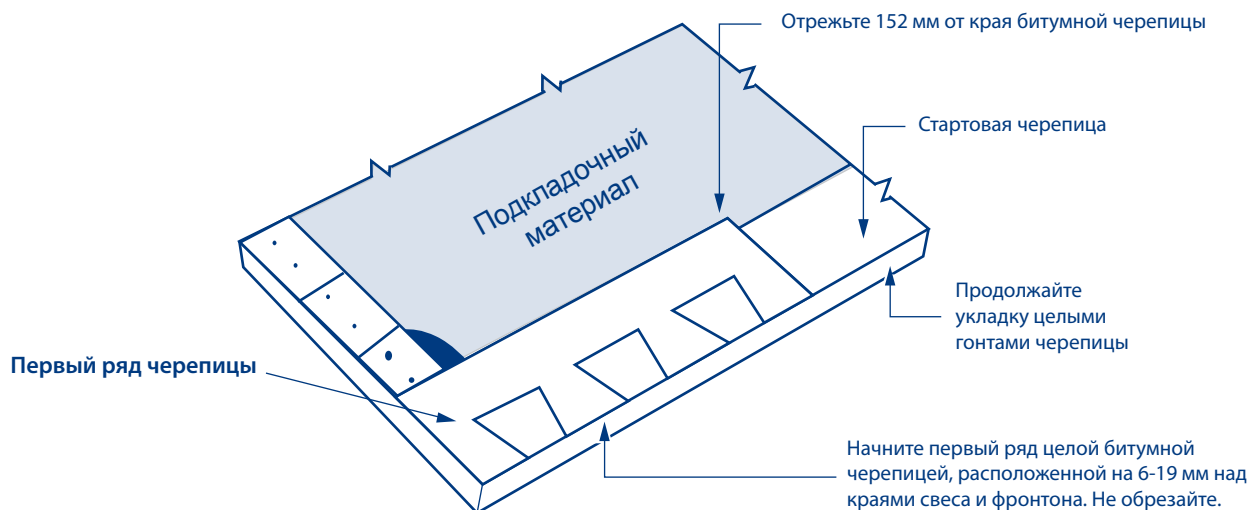 Отрежьте 152 мм от края битумной черепицы
Стартовая черепица
Подкладочный
материал
Продолжайте
укладку целыми
гонтами черепицы
Первый ряд черепицы
Начните первый ряд целой битумной
черепицей, расположенной на 6-19 мм над
краями свеса и фронтона. Не обрезайте.